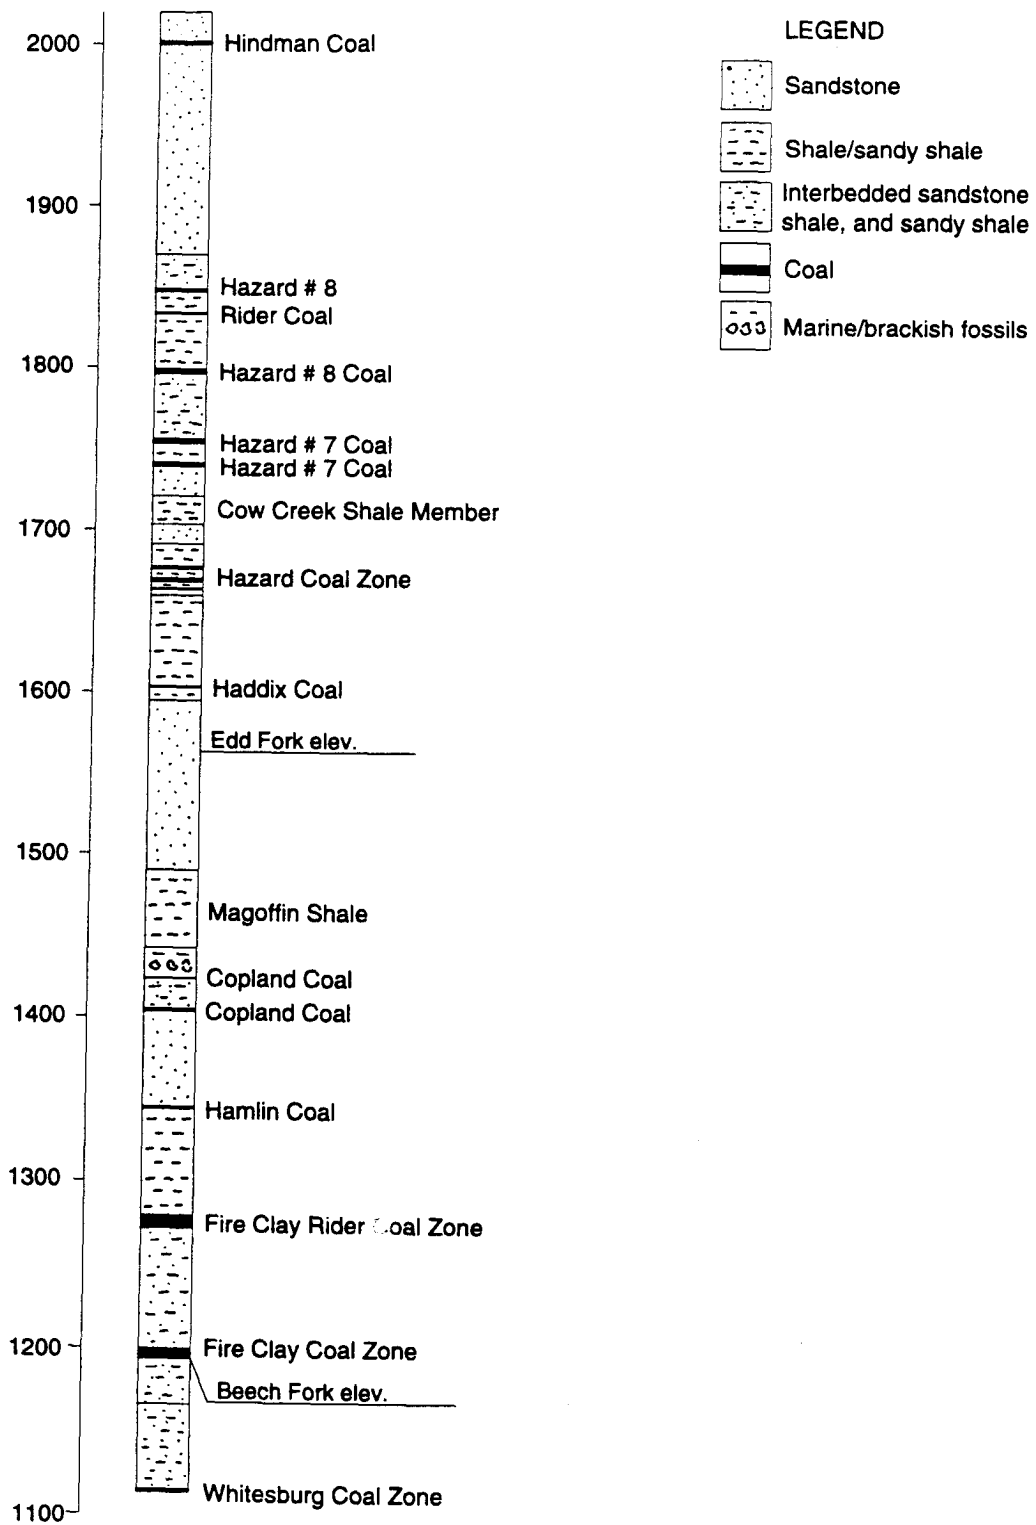 2000
Hindman Coal
1900
Hazard # 8
Rider Coal
1800
Hazard # 8 Coal
Hazard # 7 Coal
Hazard # 7 Coal
Cow Creek Shale Member
1700
Hazard Coal Zone
1600
Haddix Coal
Edd Fork elev.
1500
Magoffin Shale
Copland Coal
1400
Copland Coal
Hamlin Coal
1300
Fire Clay Rider Coal Zone
1200
Fire Clay Coal Zone
Beech Fork elev.
Whitesburg Coal Zone
1100
LEGEND
Sandstone
Shale/sandy shale
Interbedded sandstone
shale, and sandy shale
Coal
Marine/brackish fossils